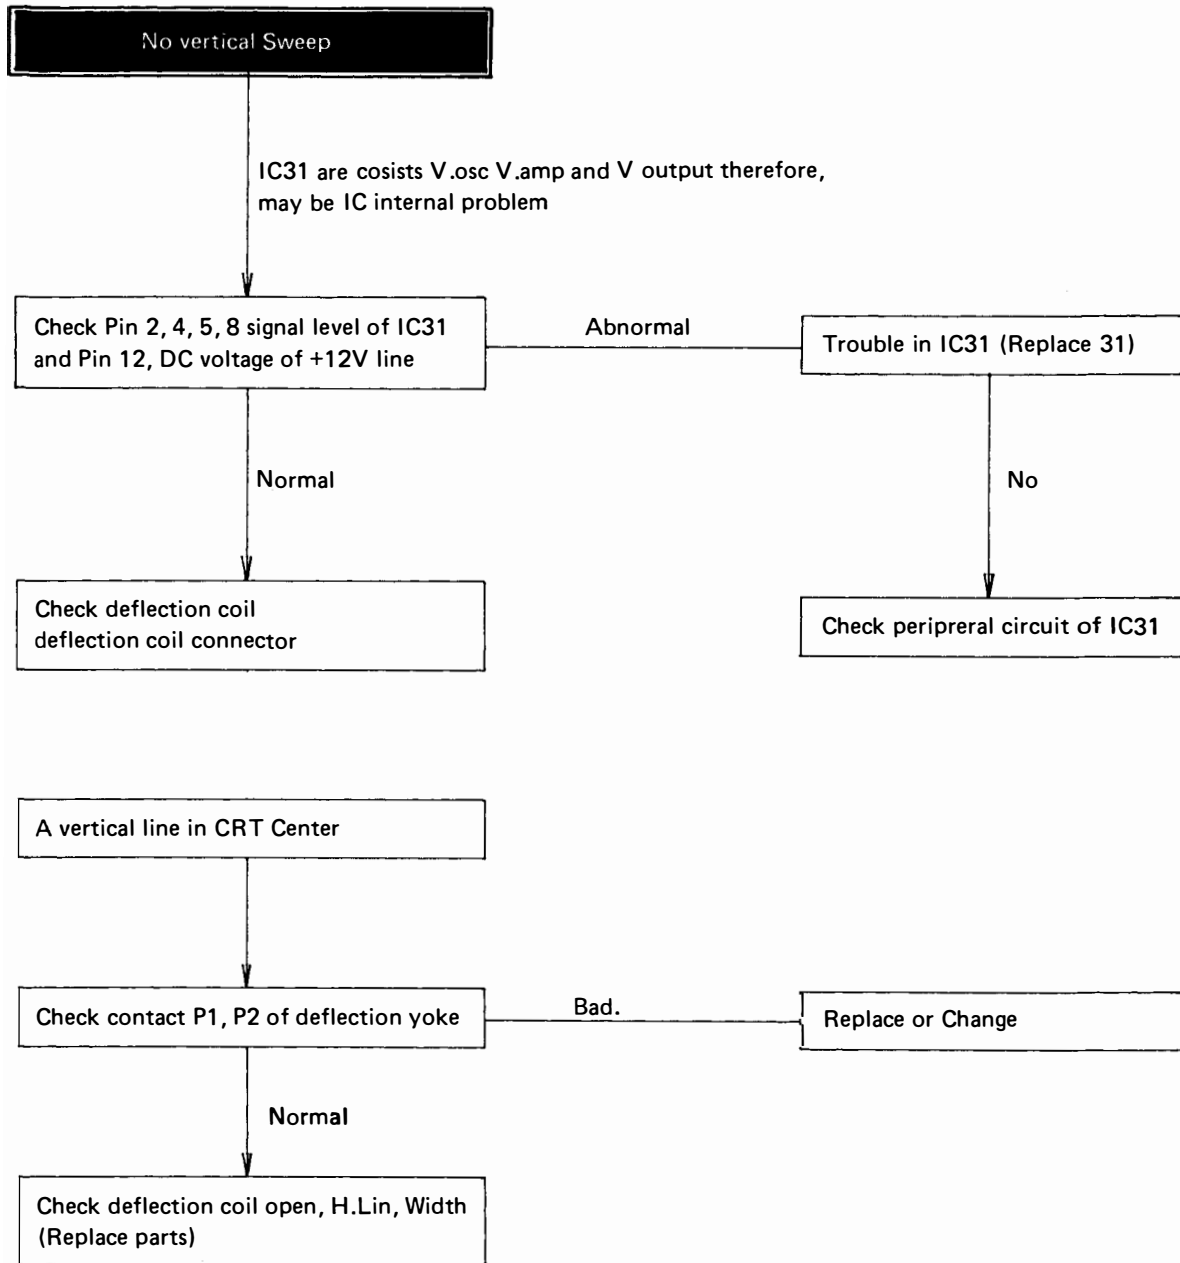 No vertical Sweep
IC31 are cosists V.osc V.amp and V output therefore,
may be IC internal problem
Check Pin 2, 4, 5, 8 signal level of IC31
and Pin 12, DC voltage of +12V line
Abnormal
Trouble in IC31 (Replace 31)
Normal
No
Check deflection coil
deflection coil connector
Check peripreral circuit of IC31
A vertical line in CRT Center
Check contact P1, P2 of deflection yoke
Bad.
Replace or Change
Normal
Check deflection coil open, H.Lin, Width
(Replace parts)